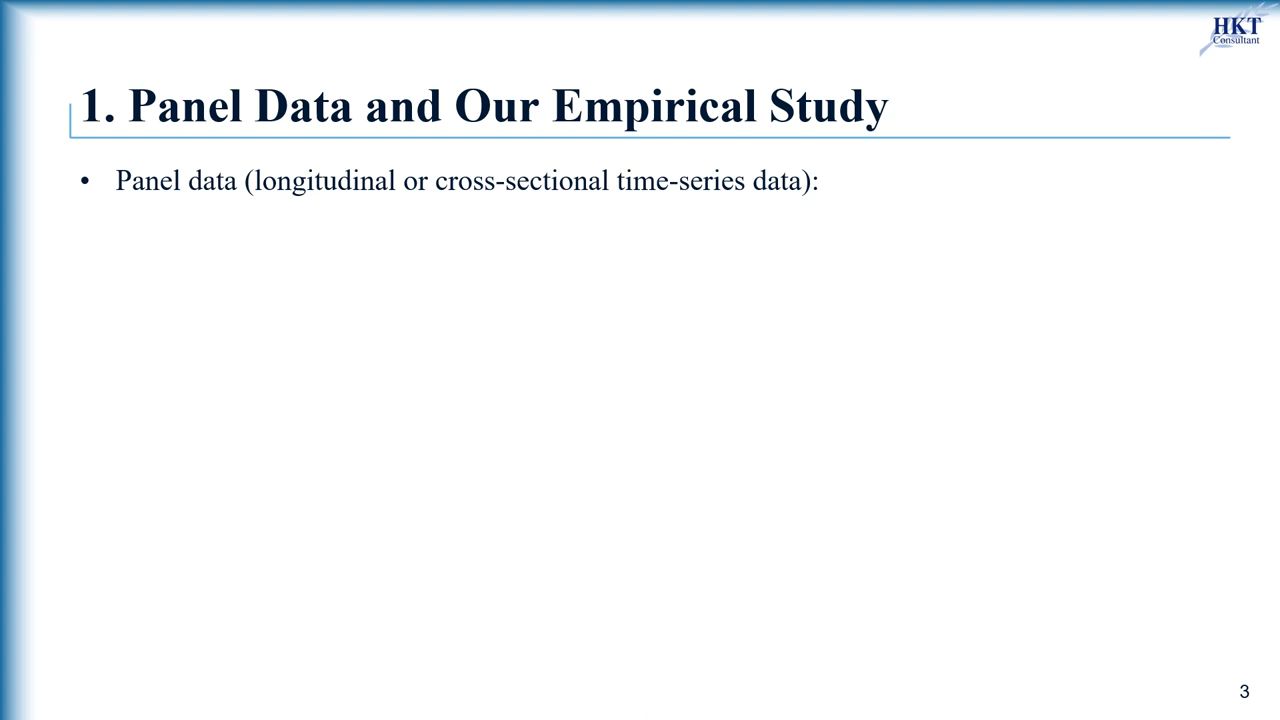 HKT
Consultant
1. Panel Data and Our Empirical Study
• Panel data (longitudinal or cross-sectional time-series data):
3